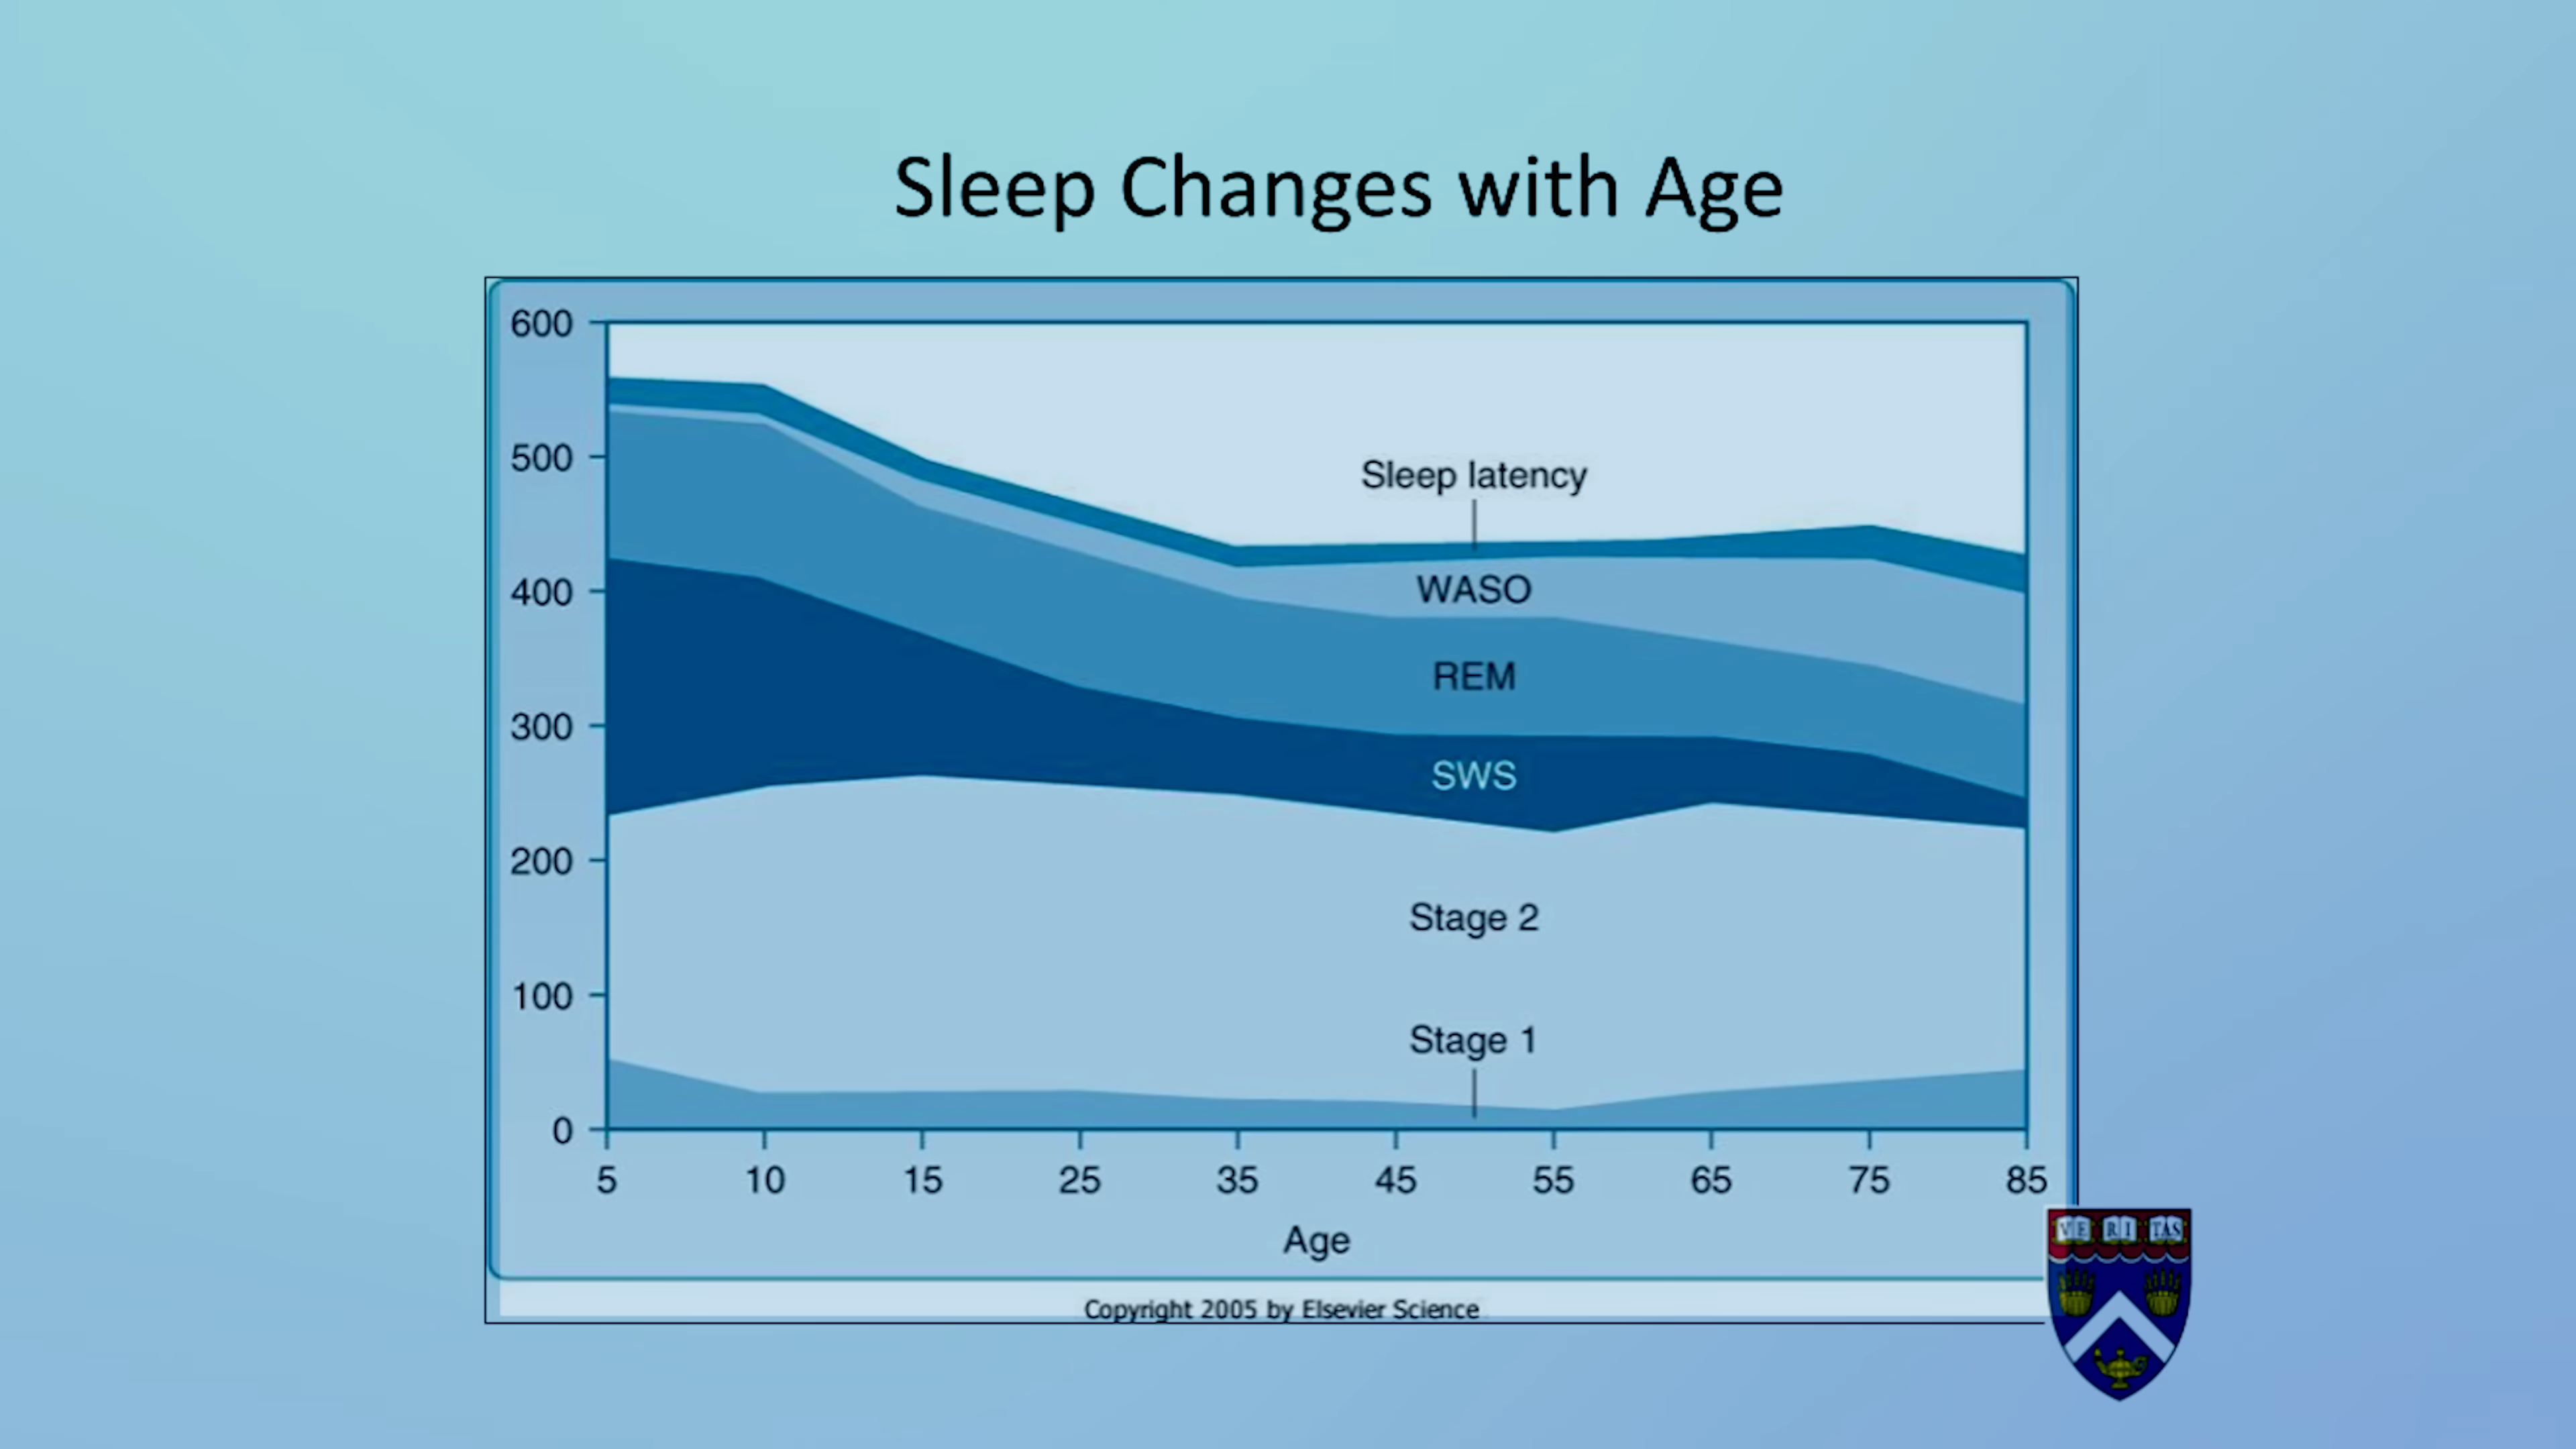 Sleep Changes with Age
600
500
400
300
200
100
0
Sleep latency
WASO
REM
SWS
Stage 2
Stage 1
5 10 15 25 35 45 55 65 75 85
Age
Copyright 2005 by Elsevier Science
VE RI TAS